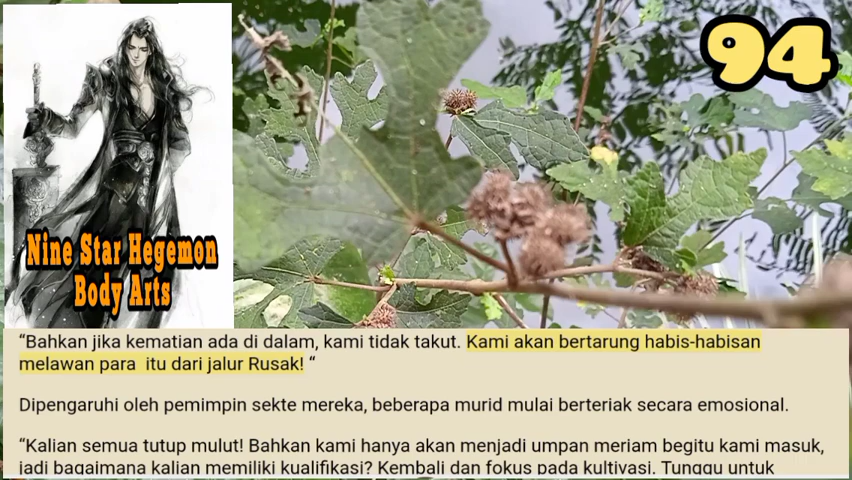 94
Nine Star Hegemon
Body Arts
“Bahkan jika kematian ada di dalam, kami tidak takut. Kami akan bertarung habis-habisan
melawan para  itu dari jalur Rusak! “
Dipengaruhi oleh pemimpin sekte mereka, beberapa murid mulai berteriak secara emosional.
“Kalian semua tutup mulut! Bahkan kami hanya akan menjadi umpan meriam begitu kami masuk,
jadi bagaimana kalian memiliki kualifikasi? Kembali dan fokus pada kultivasi. Tunggu untuk